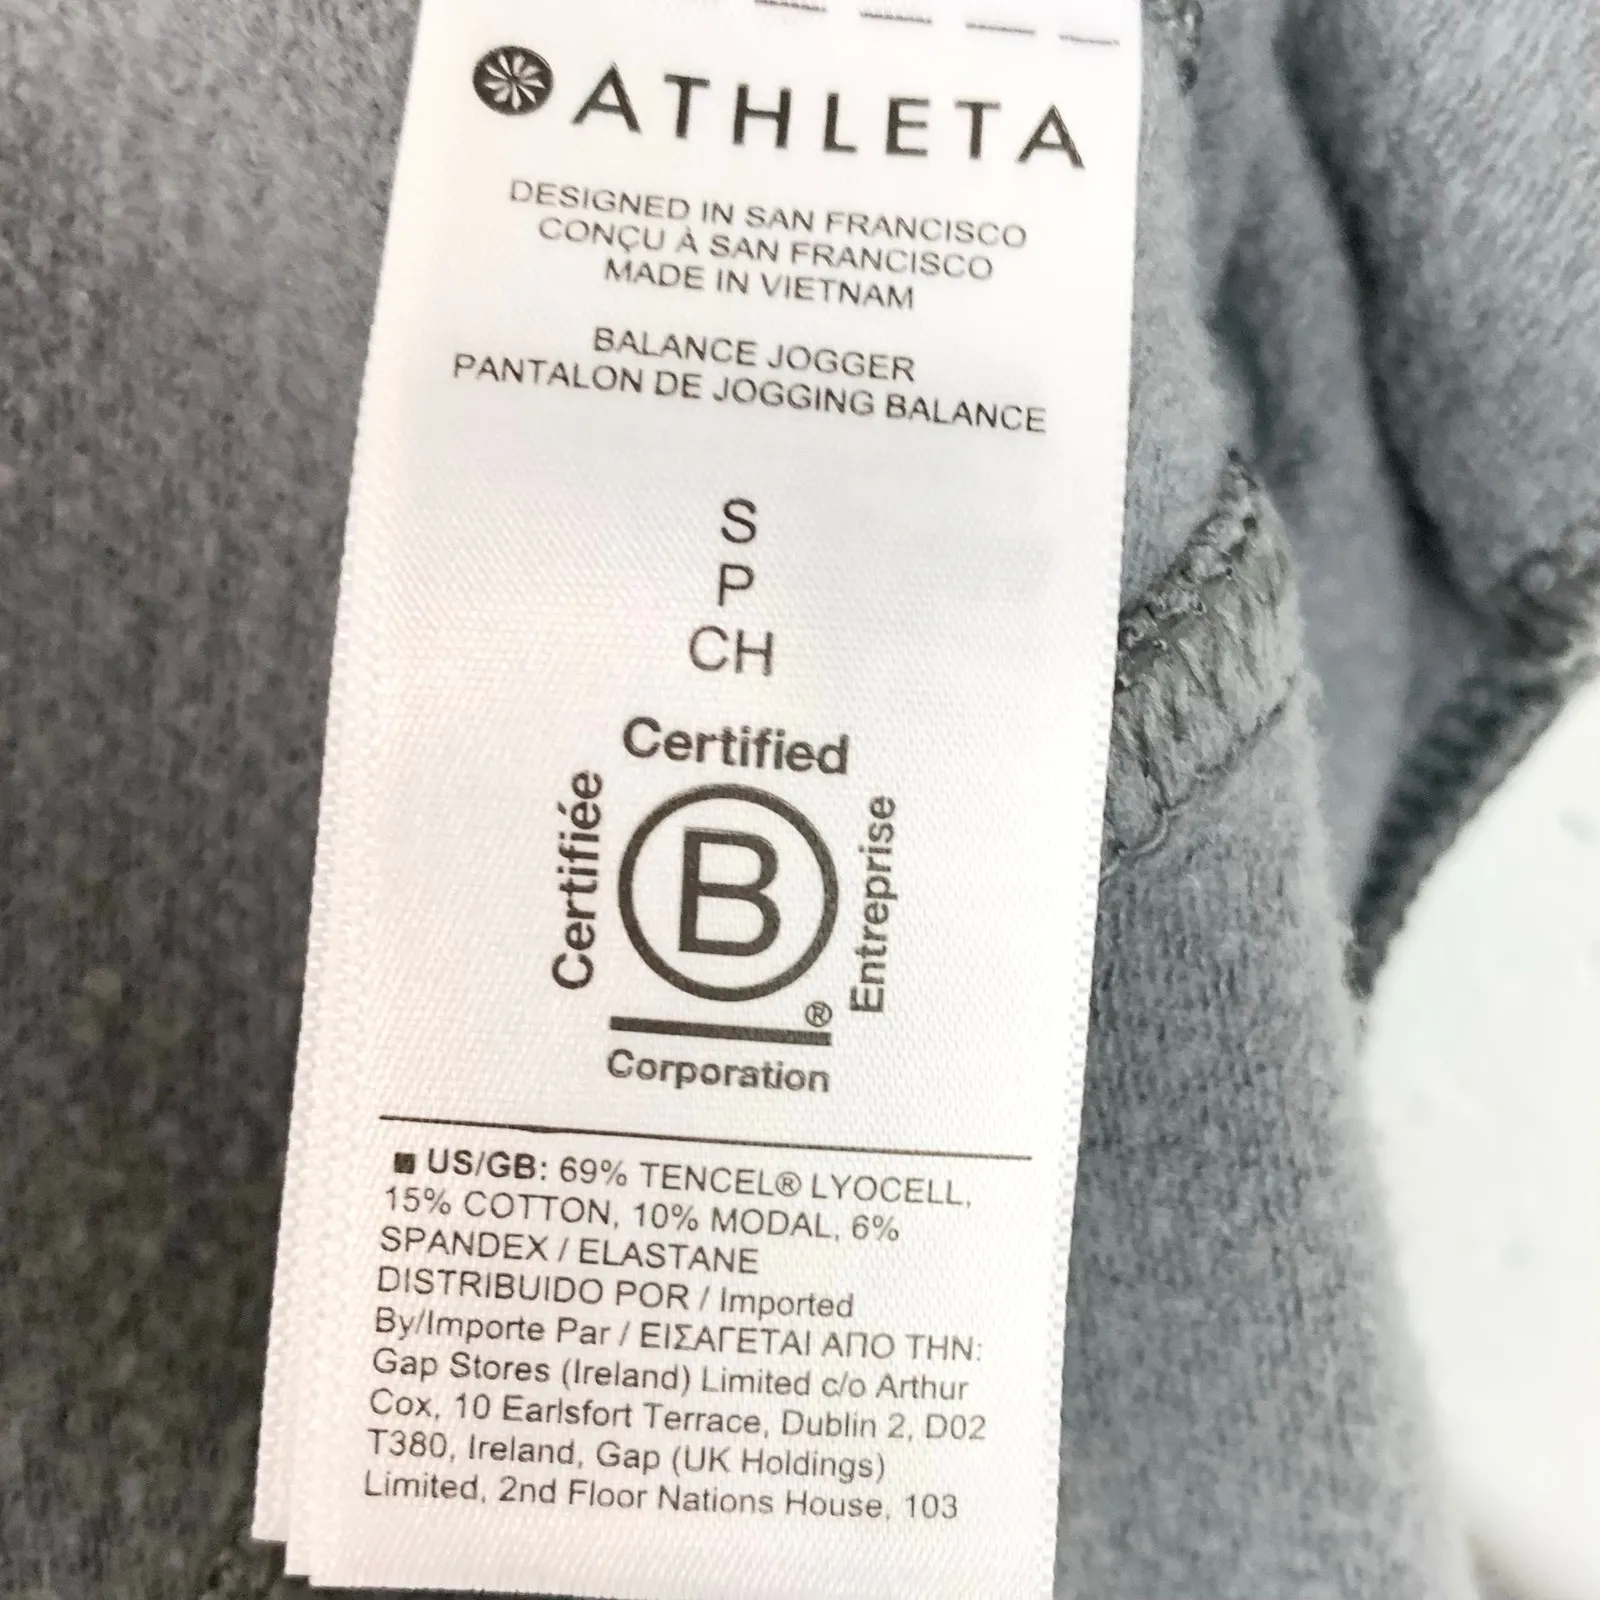 ATHLETA
DESIGNED IN SAN FRANCISCO
CONÇU À SAN FRANCISCO
MADE IN VIETNAM
BALANCE JOGGER
PANTALON DE JOGGING BALANCE
S
P
CH
Certified
Certifiée
B
Entreprise
®
Corporation
US/GB: 69% TENCEL® LYOCELL,
15% COTTON, 10% MODAL, 6%
SPANDEX / ELASTANE
DISTRIBUIDO POR / Imported
By/Importe Par / ΕΙΣΑΓΕΤΑΙ ΑΠΟ ΤΗΝ:
Gap Stores (Ireland) Limited c/o Arthur
Cox, 10 Earlsfort Terrace, Dublin 2, D02
T380, Ireland, Gap (UK Holdings)
Limited, 2nd Floor Nations House, 103